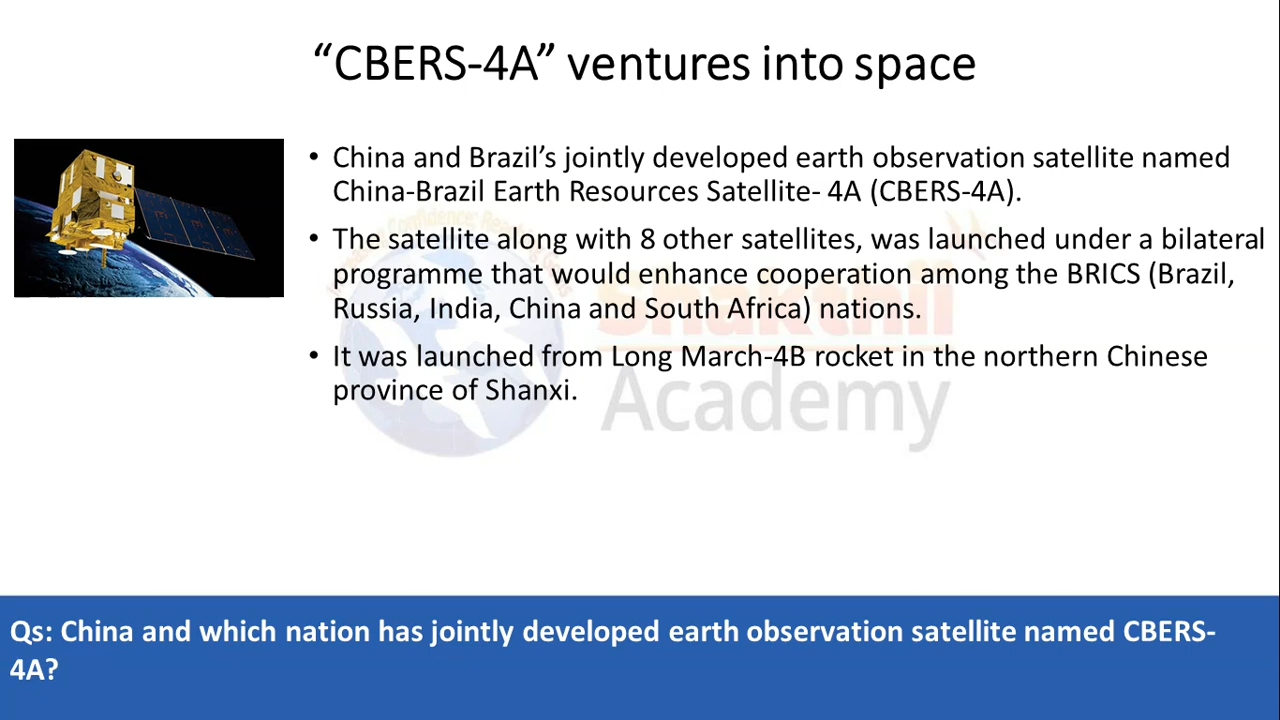 “CBERS-4A” ventures into space
• China and Brazil’s jointly developed earth observation satellite named
China-Brazil Earth Resources Satellite- 4A (CBERS-4A).
• The satellite along with 8 other satellites, was launched under a bilateral
programme that would enhance cooperation among the BRICS (Brazil,
Russia, India, China and South Africa) nations.
• It was launched from Long March-4B rocket in the northern Chinese
province of Shanxi.
Academy
Qs: China and which nation has jointly developed earth observation satellite named CBERS-
4A?